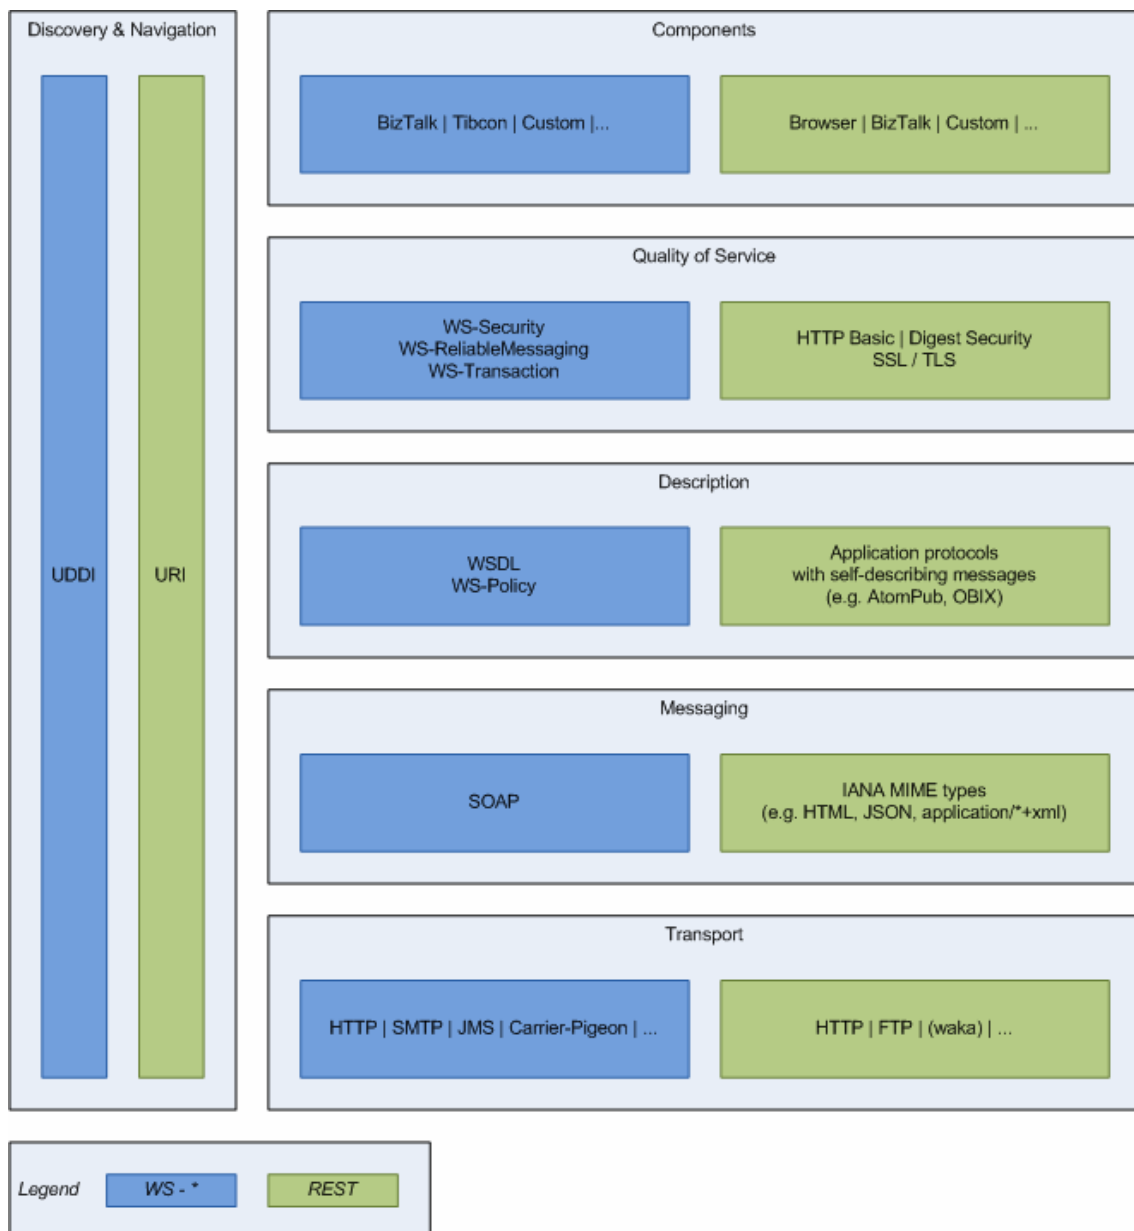 Discovery & Navigation
UDDI
URI
Components
BizTalk | Tibcon | Custom |...
Browser | BizTalk | Custom | ...
Quality of Service
WS-Security
WS-ReliableMessaging
WS-Transaction
HTTP Basic | Digest Security
SSL / TLS
Description
WSDL
WS-Policy
Application protocols
with self-describing messages
(e.g. AtomPub, OBIX)
Messaging
SOAP
IANA MIME types
(e.g. HTML, JSON, application/*+xml)
Transport
HTTP | SMTP | JMS | Carrier-Pigeon | ...
HTTP | FTP | (waka) | ...
Legend
WS - *
REST